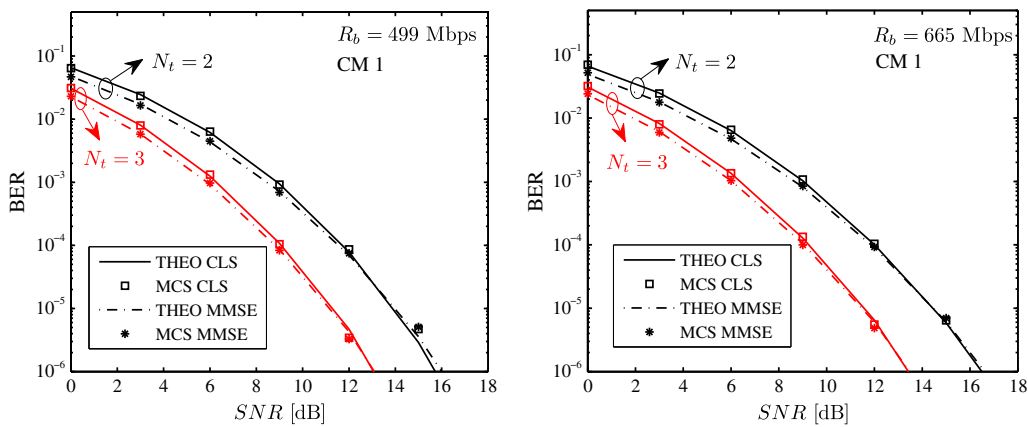 R_b = 499 Mbps
CM 1
N_t = 2
N_t = 3
BER
10^{-1}
10^{-2}
10^{-3}
10^{-4}
10^{-5}
10^{-6}
THEO CLS
MCS CLS
THEO MMSE
MCS MMSE
0 2 4 6 8 10 12 14 16 18
SNR [dB]
R_b = 665 Mbps
CM 1
N_t = 2
N_t = 3
BER
10^{-1}
10^{-2}
10^{-3}
10^{-4}
10^{-5}
10^{-6}
THEO CLS
MCS CLS
THEO MMSE
MCS MMSE
0 2 4 6 8 10 12 14 16 18
SNR [dB]